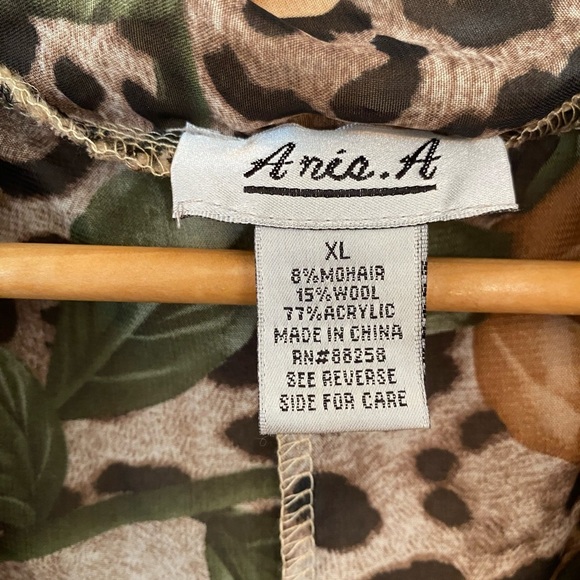 Anic.A
XL
8%MOHAIR
15%WOOL
77%ACRYLIC
MADE IN CHINA
RN#88258
SEE REVERSE
SIDE FOR CARE